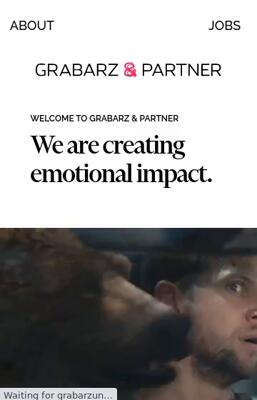 ABOUT JOBS
GRABARZ & PARTNER
WELCOME TO GRABARZ & PARTNER
We are creating
emotional impact.
Waiting for grabarzun...